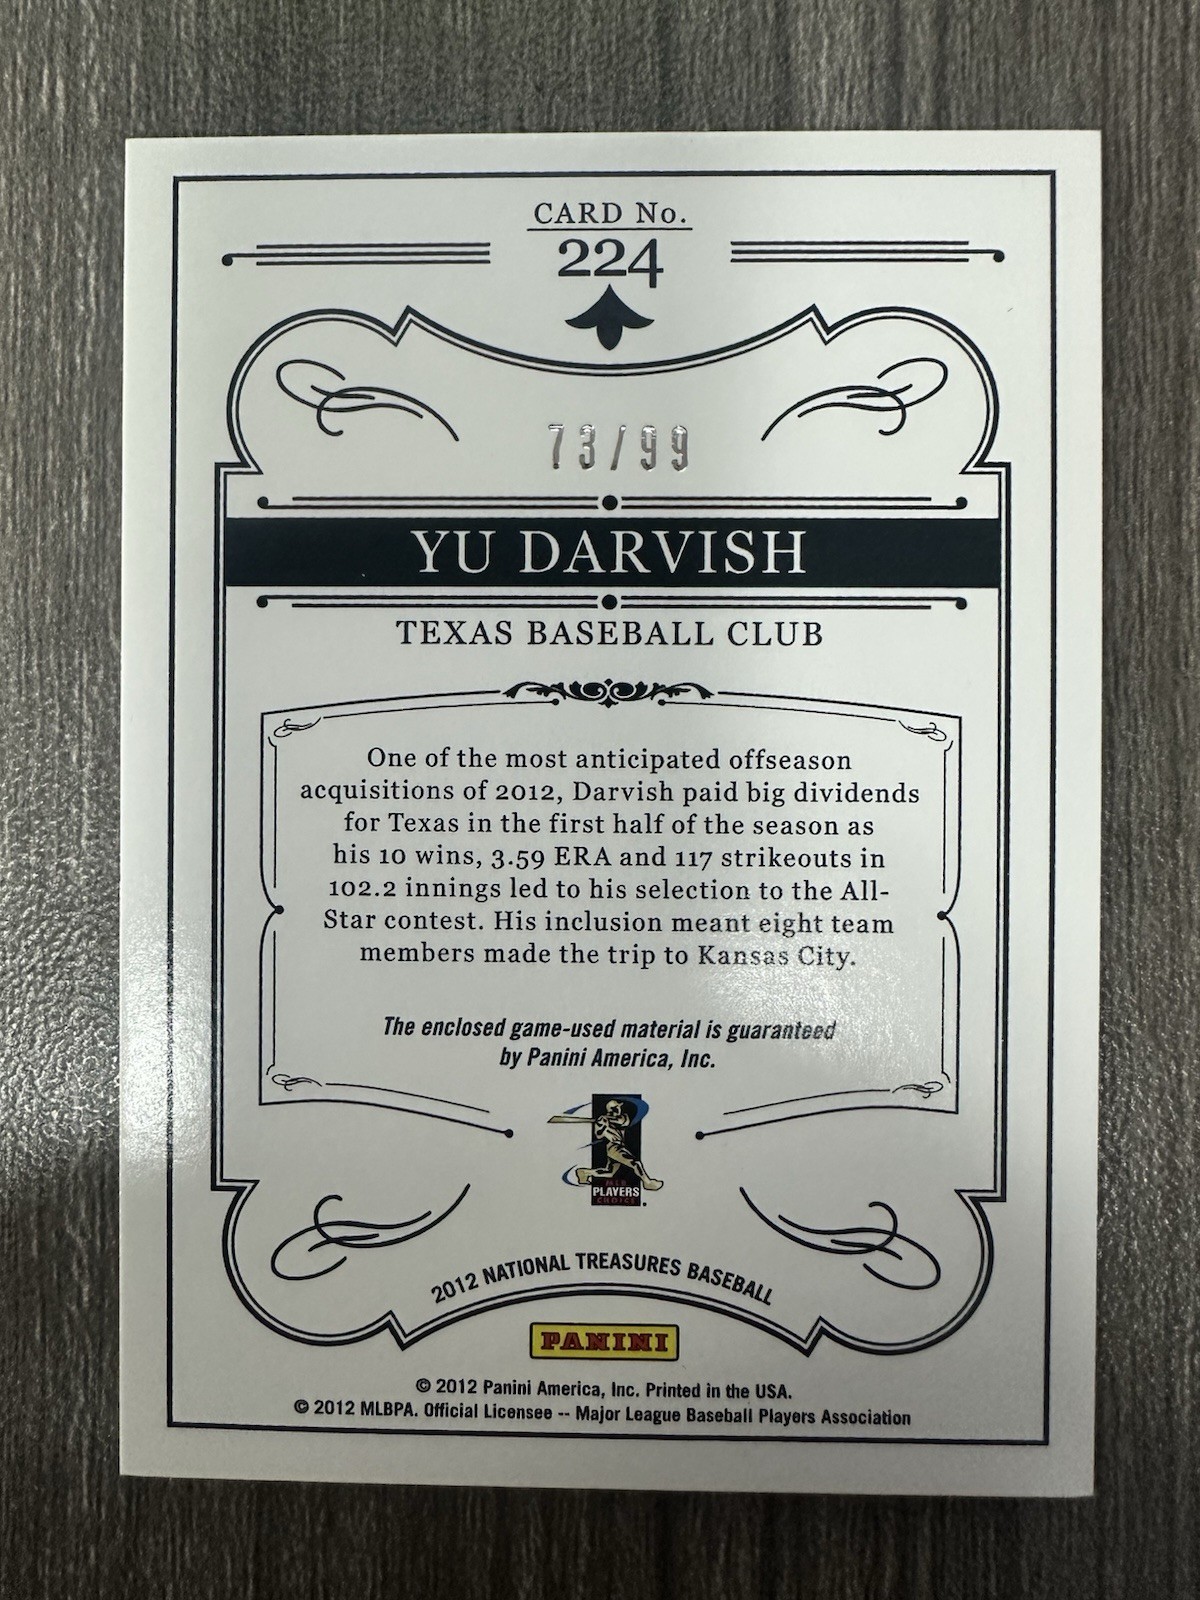 CARD No.
224
73/99
YU DARVISH
TEXAS BASEBALL CLUB
One of the most anticipated offseason
acquisitions of 2012, Darvish paid big dividends
for Texas in the first half of the season as
his 10 wins, 3.59 ERA and 117 strikeouts in
102.2 innings led to his selection to the All-
Star contest. His inclusion meant eight team
members made the trip to Kansas City.
The enclosed game-used material is guaranteed
by Panini America, Inc.
MLB
PLAYERS
CHOICE
2012 NATIONAL TREASURES BASEBALL
PANINI
© 2012 Panini America, Inc. Printed in the USA.
© 2012 MLBPA. Official Licensee -- Major League Baseball Players Association